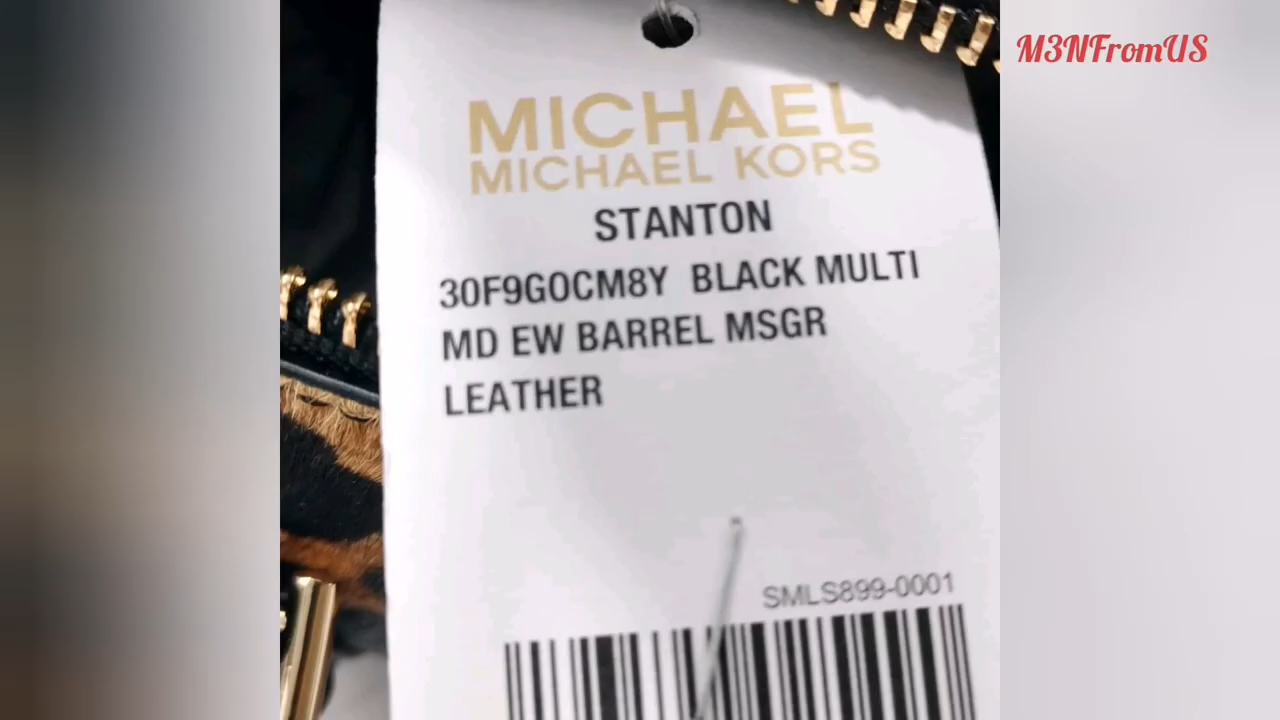 M3NFromUS
MICHAEL
MICHAEL KORS
STANTON
30F9G0CM8Y BLACK MULTI
MD EW BARREL MSGR
LEATHER
SMLS899-0001